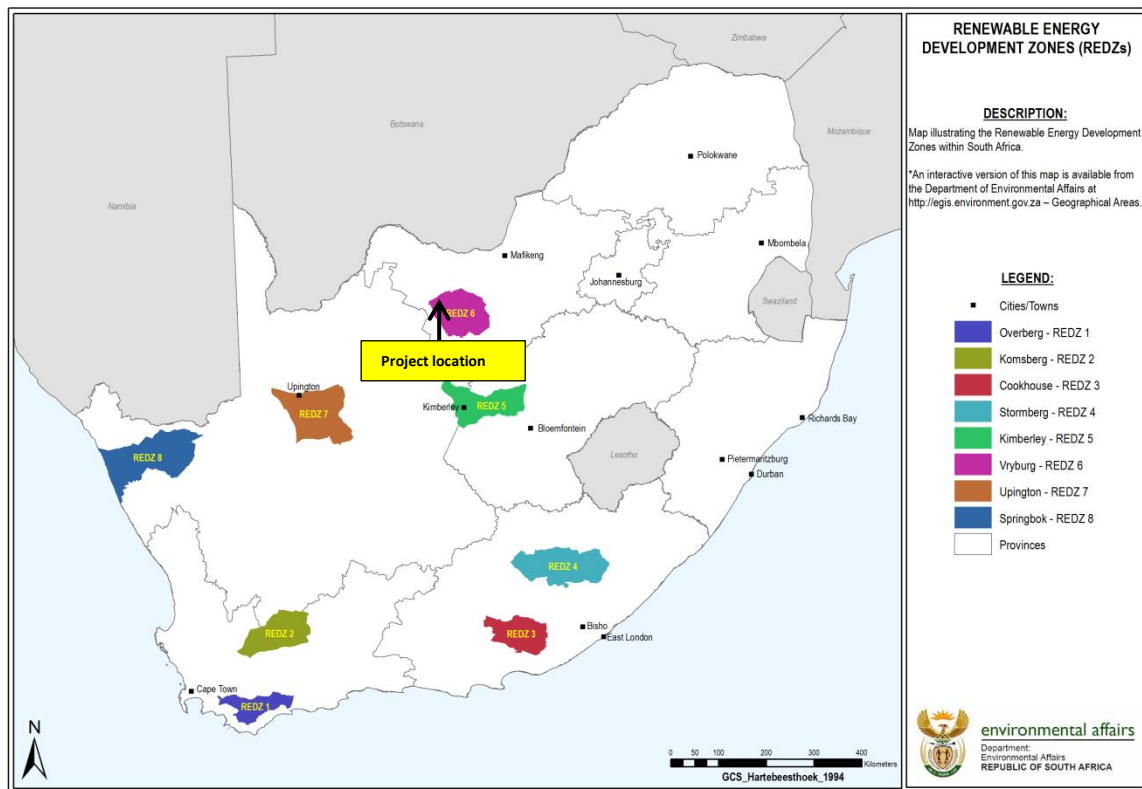 Zimbabwe
Botswana
Mozambique
Namibia
Polokwane
Mbombela
Mafikeng
Johannesburg
Swaziland
REDZ 6
Project location
Upington
REDZ 7
Kimberley
REDZ 5
Bloemfontein
Richards Bay
Lesotho
Pietermaritzburg
Durban
REDZ 8
REDZ 4
REDZ 2
REDZ 3
Bisho
East London
Cape Town
REDZ 1
N
0 50 100 200 300 400
Kilometers
GCS_Hartebeesthoek_1994
RENEWABLE ENERGY
DEVELOPMENT ZONES (REDZs)
DESCRIPTION:
Map illustrating the Renewable Energy Development
Zones within South Africa.
*An interactive version of this map is available from
the Department of Environmental Affairs at
http://egis.environment.gov.za – Geographical Areas.
LEGEND:
Cities/Towns
Overberg - REDZ 1
Komsberg - REDZ 2
Cookhouse - REDZ 3
Stormberg - REDZ 4
Kimberley - REDZ 5
Vryburg - REDZ 6
Upington - REDZ 7
Springbok - REDZ 8
Provinces
environmental affairs
Department:
Environmental Affairs
REPUBLIC OF SOUTH AFRICA